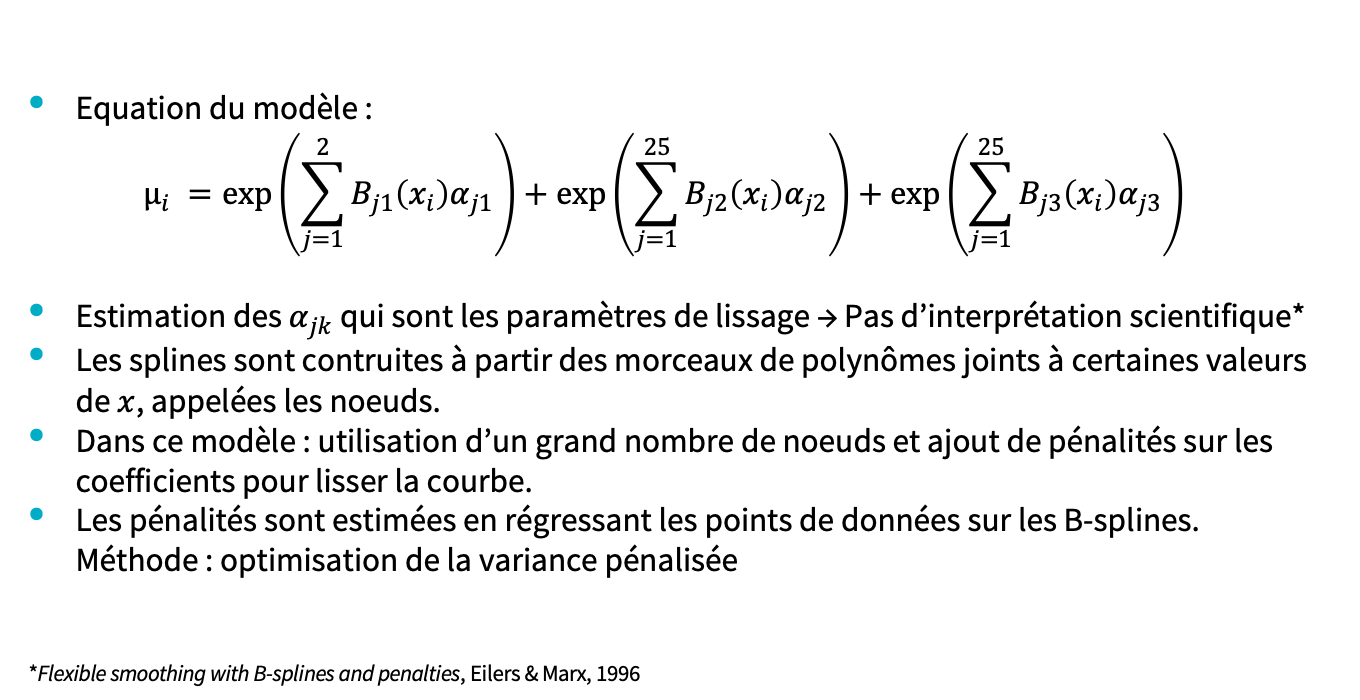 • Equation du modèle :
μᵢ = exp(∑_{j=1}^{2} B_{j1}(x_i)α_{j1}) + exp(∑_{j=1}^{25} B_{j2}(x_i)α_{j2}) + exp(∑_{j=1}^{25} B_{j3}(x_i)α_{j3})
• Estimation des α_{jk} qui sont les paramètres de lissage → Pas d’interprétation scientifique*
• Les splines sont contruites à partir des morceaux de polynômes joints à certaines valeurs
de x, appelées les noeuds.
• Dans ce modèle : utilisation d’un grand nombre de noeuds et ajout de pénalités sur les
coefficients pour lisser la courbe.
• Les pénalités sont estimées en régressant les points de données sur les B-splines.
Méthode : optimisation de la variance pénalisée
*Flexible smoothing with B-splines and penalties, Eilers & Marx, 1996